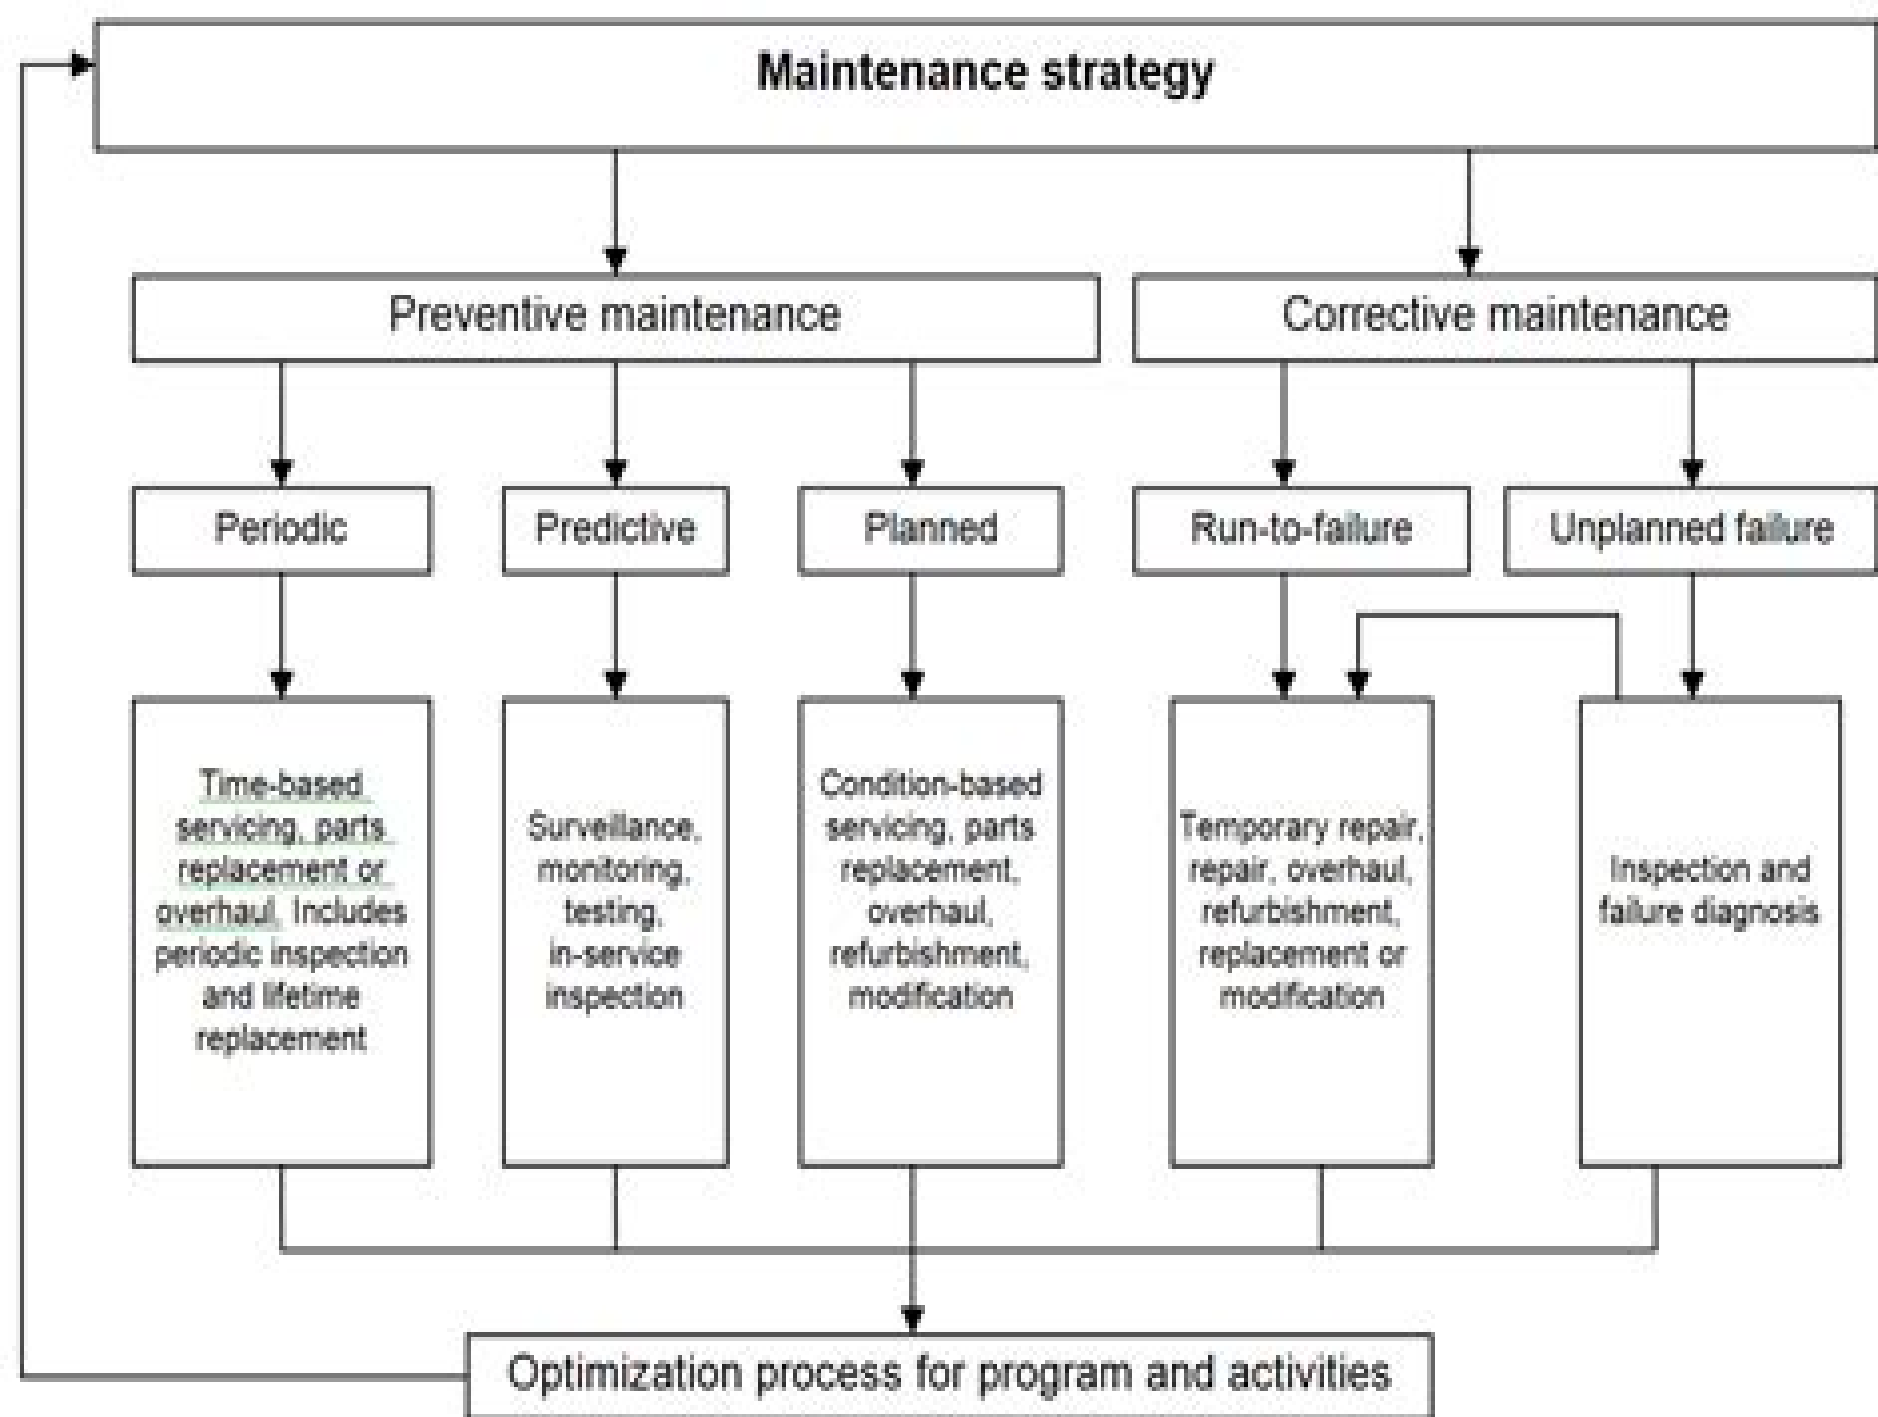 Maintenance strategy
Preventive maintenance
Corrective maintenance
Periodic
Predictive
Planned
Run-to-failure
Unplanned failure
Time-based
servicing, parts
replacement or
overhaul. Includes
periodic inspection
and lifetime
replacement
Surveillance,
monitoring,
testing,
in-service
inspection
Condition-based
servicing, parts
replacement,
overhaul,
refurbishment,
modification
Temporary repair,
repair, overhaul,
refurbishment,
replacement or
modification
Inspection and
failure diagnosis
Optimization process for program and activities